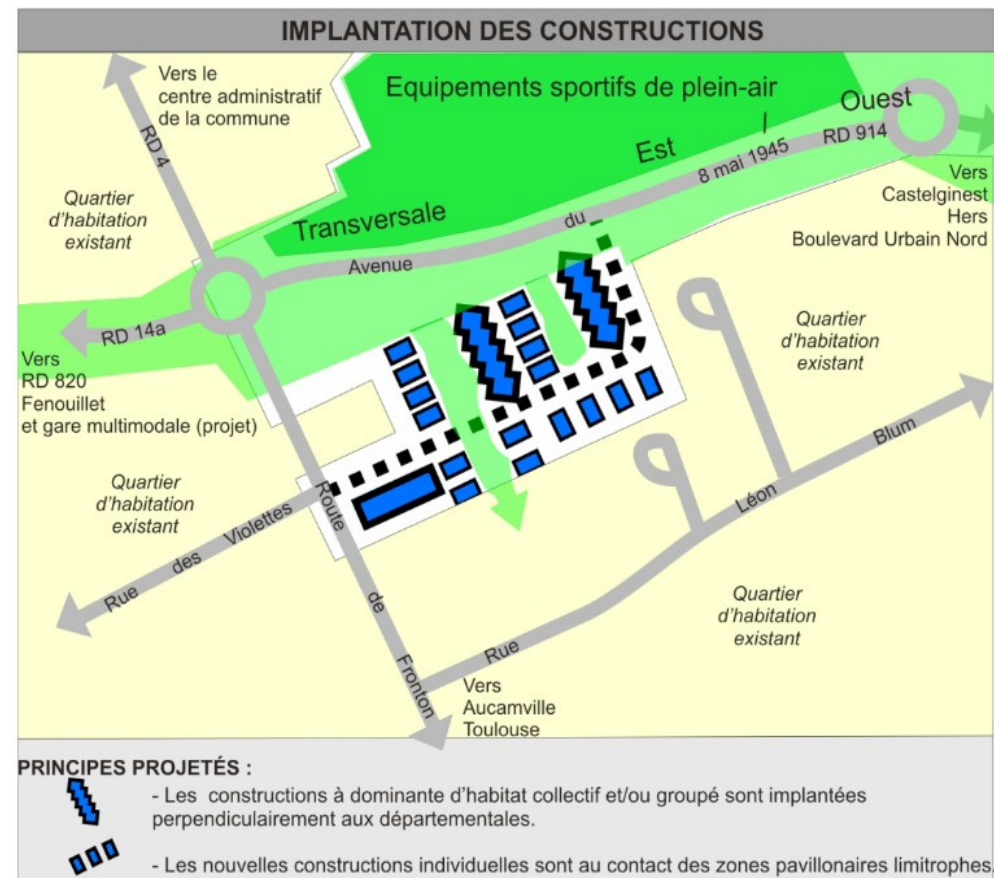 IMPLANTATION DES CONSTRUCTIONS
Vers le
centre administratif
de la commune
RD 4
Equipements sportifs de plein-air
Transversale Est Ouest
Avenue du 8 mai 1945 RD 914
Quartier
d'habitation
existant
Vers
Castelginest
Hers
Boulevard Urbain Nord
RD 14a
Vers
RD 820
Fenouillet
et gare multimodale (projet)
Quartier
d'habitation
existant
Quartier
d'habitation
existant
Rue des Violettes
Route de Fronton
Rue Léon Blum
Quartier
d'habitation
existant
Vers
Aucamville
Toulouse
PRINCIPES PROJETÉS :
- Les constructions à dominante d'habitat collectif et/ou groupé sont implantées
perpendiculairement aux départementales.
- Les nouvelles constructions individuelles sont au contact des zones pavillonaires limitrophes.